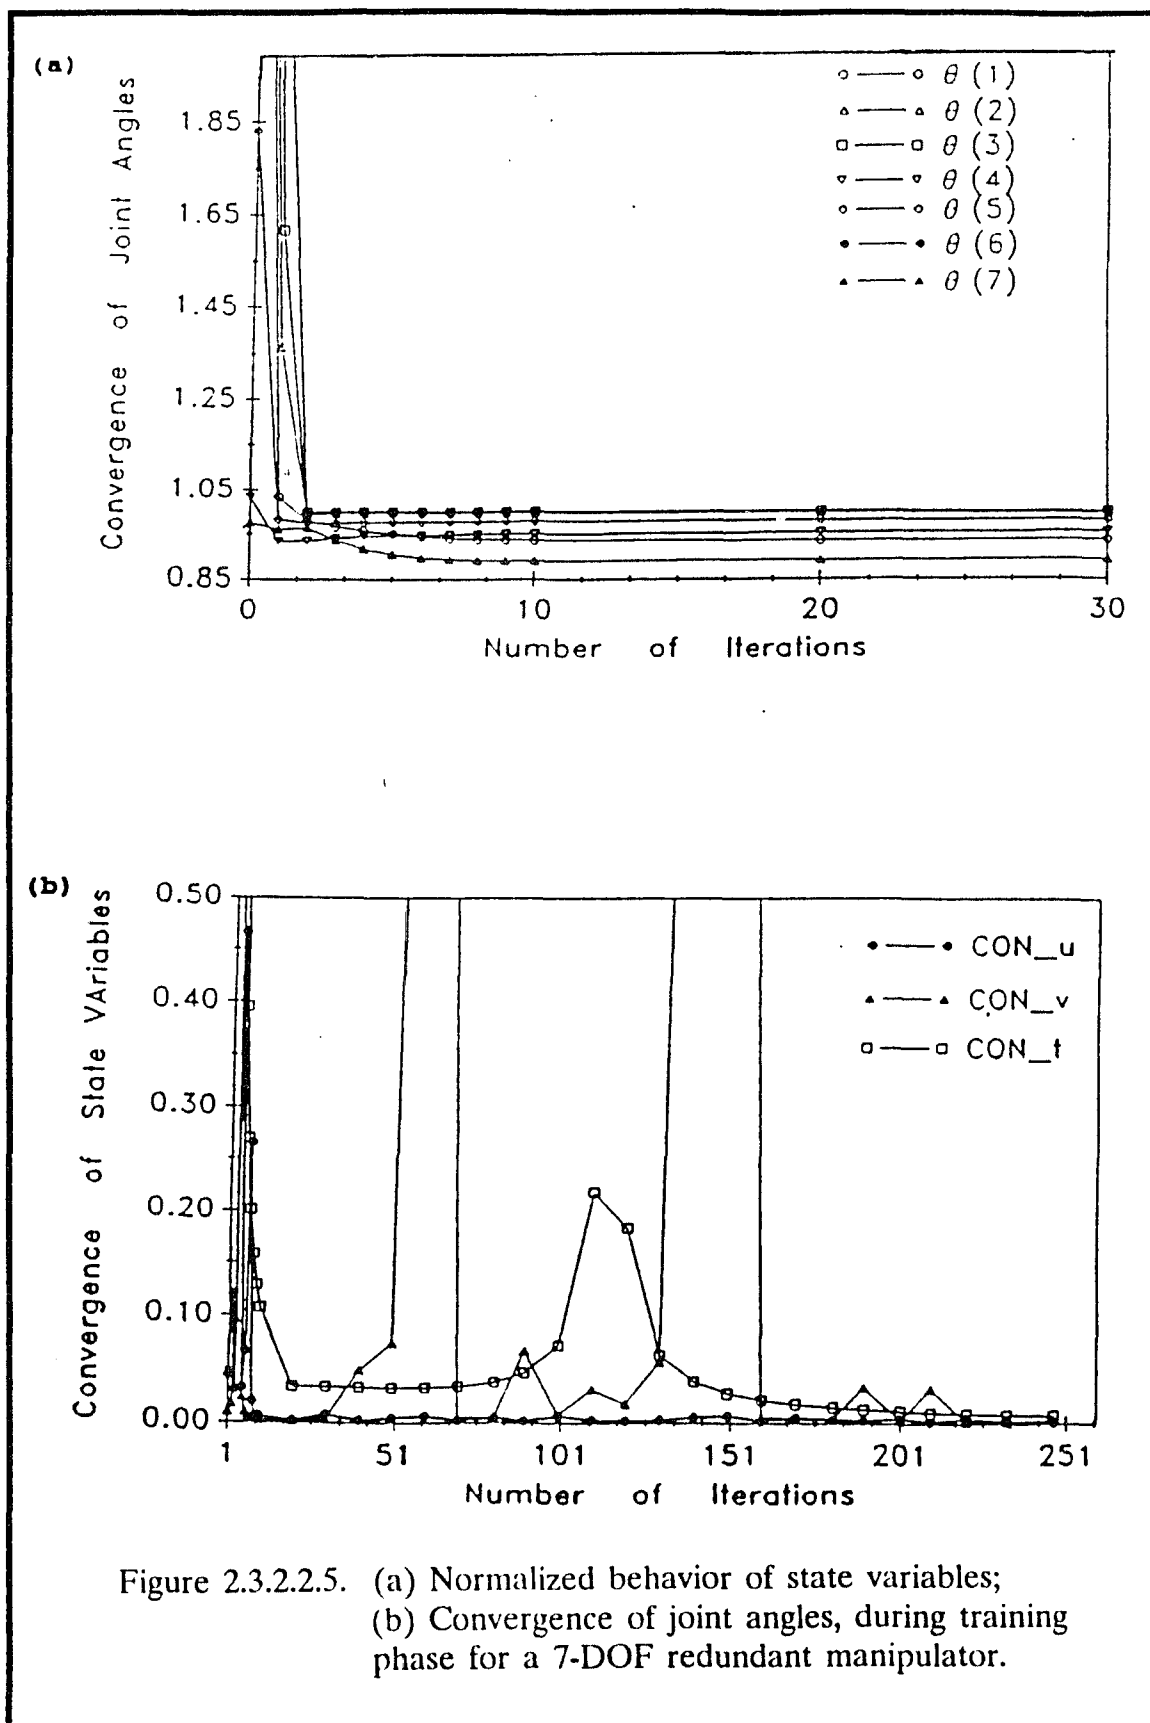 (a)
Convergence of Joint Angles
1.85
1.65
1.45
1.25
1.05
0.85
0
10
20
30
Number of Iterations
θ (1)
θ (2)
θ (3)
θ (4)
θ (5)
θ (6)
θ (7)
(b)
Convergence of State VAriables
0.50
0.40
0.30
0.20
0.10
0.00
1
51
101
151
201
251
Number of Iterations
CON_u
CON_v
CON_t
Figure 2.3.2.2.5. (a) Normalized behavior of state variables;
(b) Convergence of joint angles, during training
phase for a 7-DOF redundant manipulator.